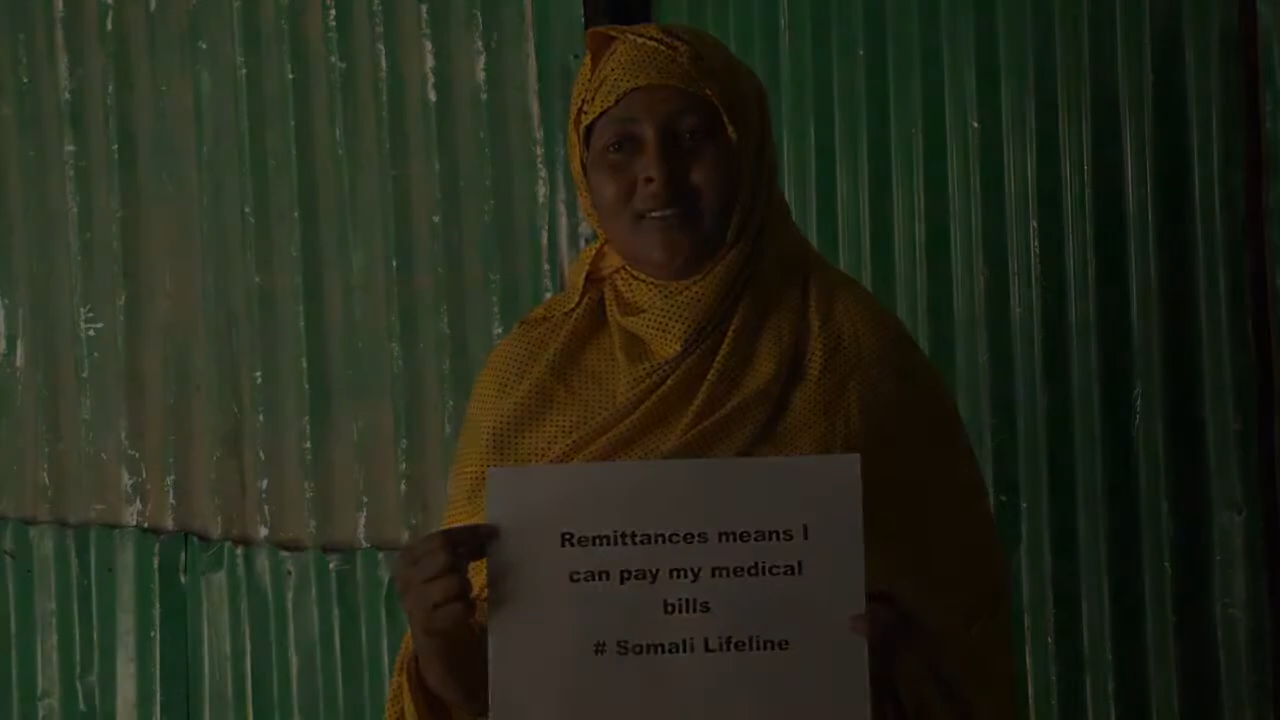 Remittances means I
can pay my medical
bills
# Somali Lifeline